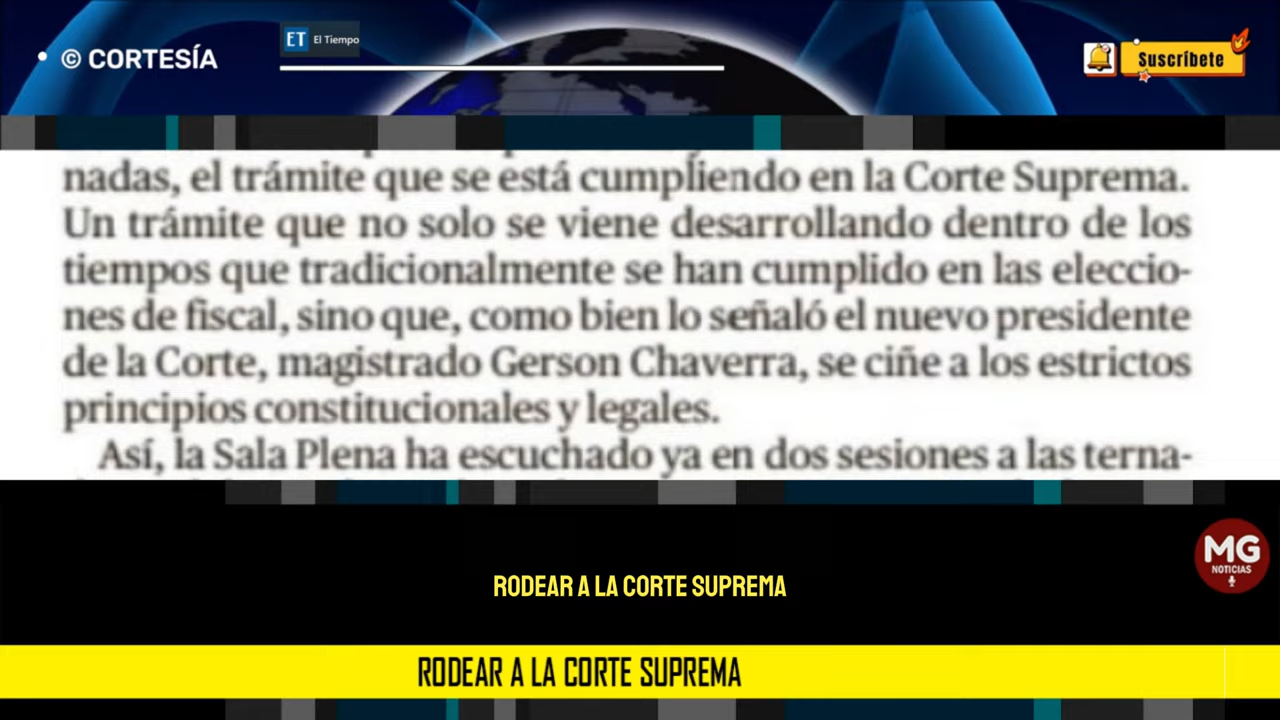 © CORTESÍA
ET El Tiempo
Suscríbete
nadas, el trámite que se está cumpliendo en la Corte Suprema.
Un trámite que no solo se viene desarrollando dentro de los
tiempos que tradicionalmente se han cumplido en las eleccio-
nes de fiscal, sino que, como bien lo señaló el nuevo presidente
de la Corte, magistrado Gerson Chaverra, se ciñe a los estrictos
principios constitucionales y legales.
Así, la Sala Plena ha escuchado ya en dos sesiones a las terna-
MG
NOTICIAS
RODEAR A LA CORTE SUPREMA
RODEAR A LA CORTE SUPREMA